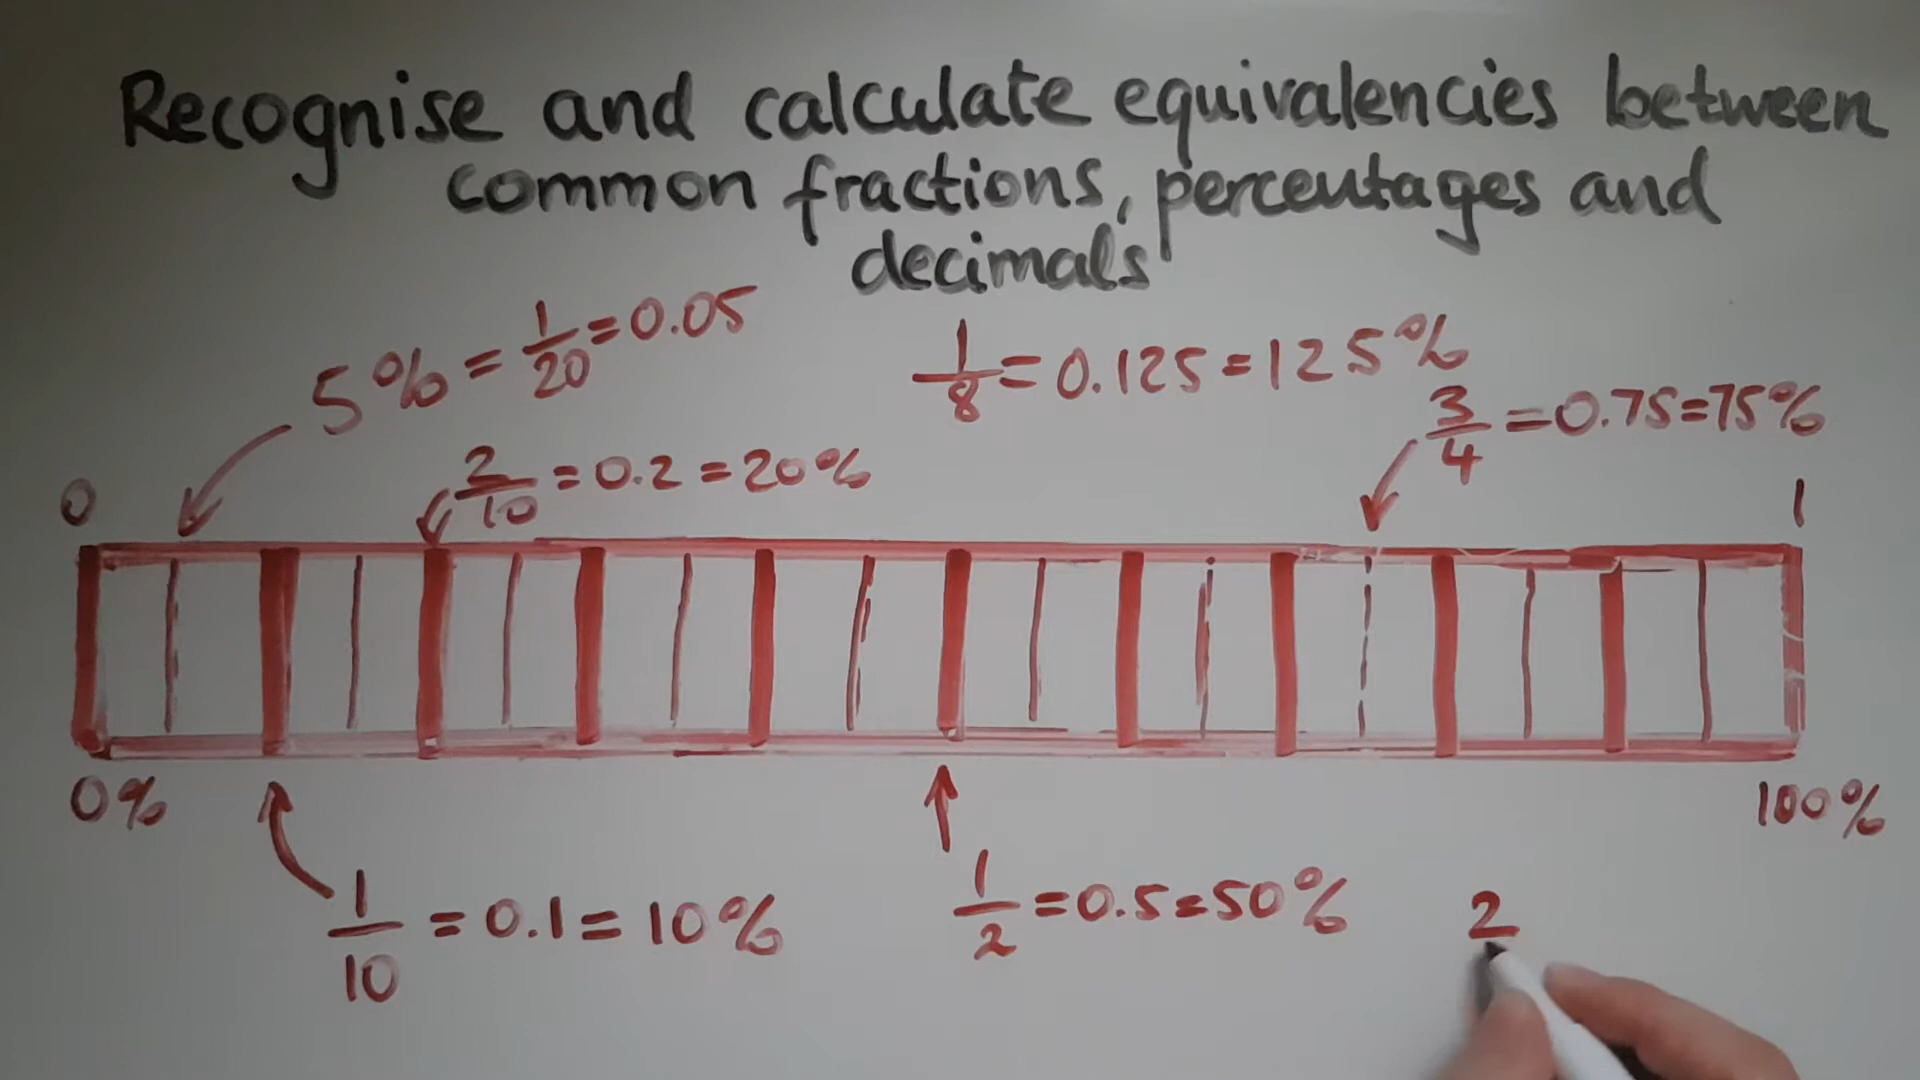 Recognise and calculate equivalencies between
common fractions, percentages and
decimals
5% = 1/20 = 0.05
1/8 = 0.125 = 125%
3/4 = 0.75 = 75%
2/10 = 0.2 = 20%
0
1
0%
100%
1/10 = 0.1 = 10%
1/2 = 0.5 = 50%
2